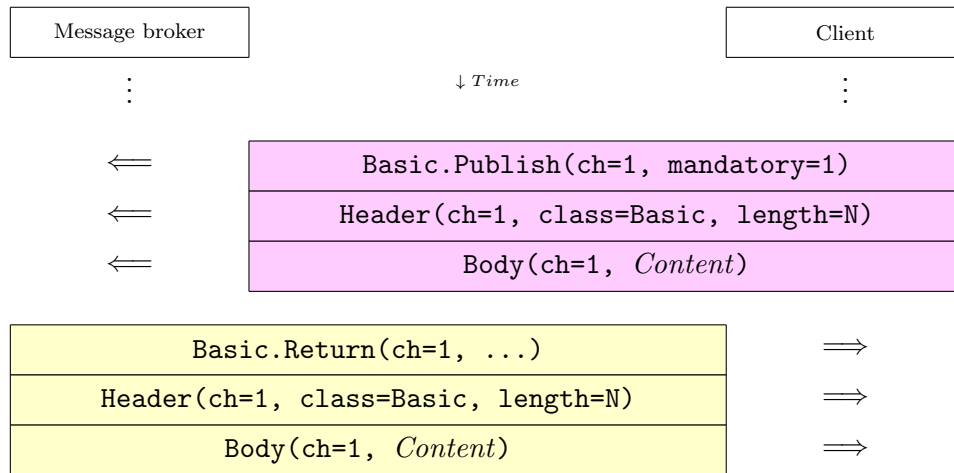 Message broker
Client
⋮
↓ Time
⋮
⇐ Basic.Publish(ch=1, mandatory=1)
⇐ Header(ch=1, class=Basic, length=N)
⇐ Body(ch=1, Content)
Basic.Return(ch=1, ...) ⇒
Header(ch=1, class=Basic, length=N) ⇒
Body(ch=1, Content) ⇒